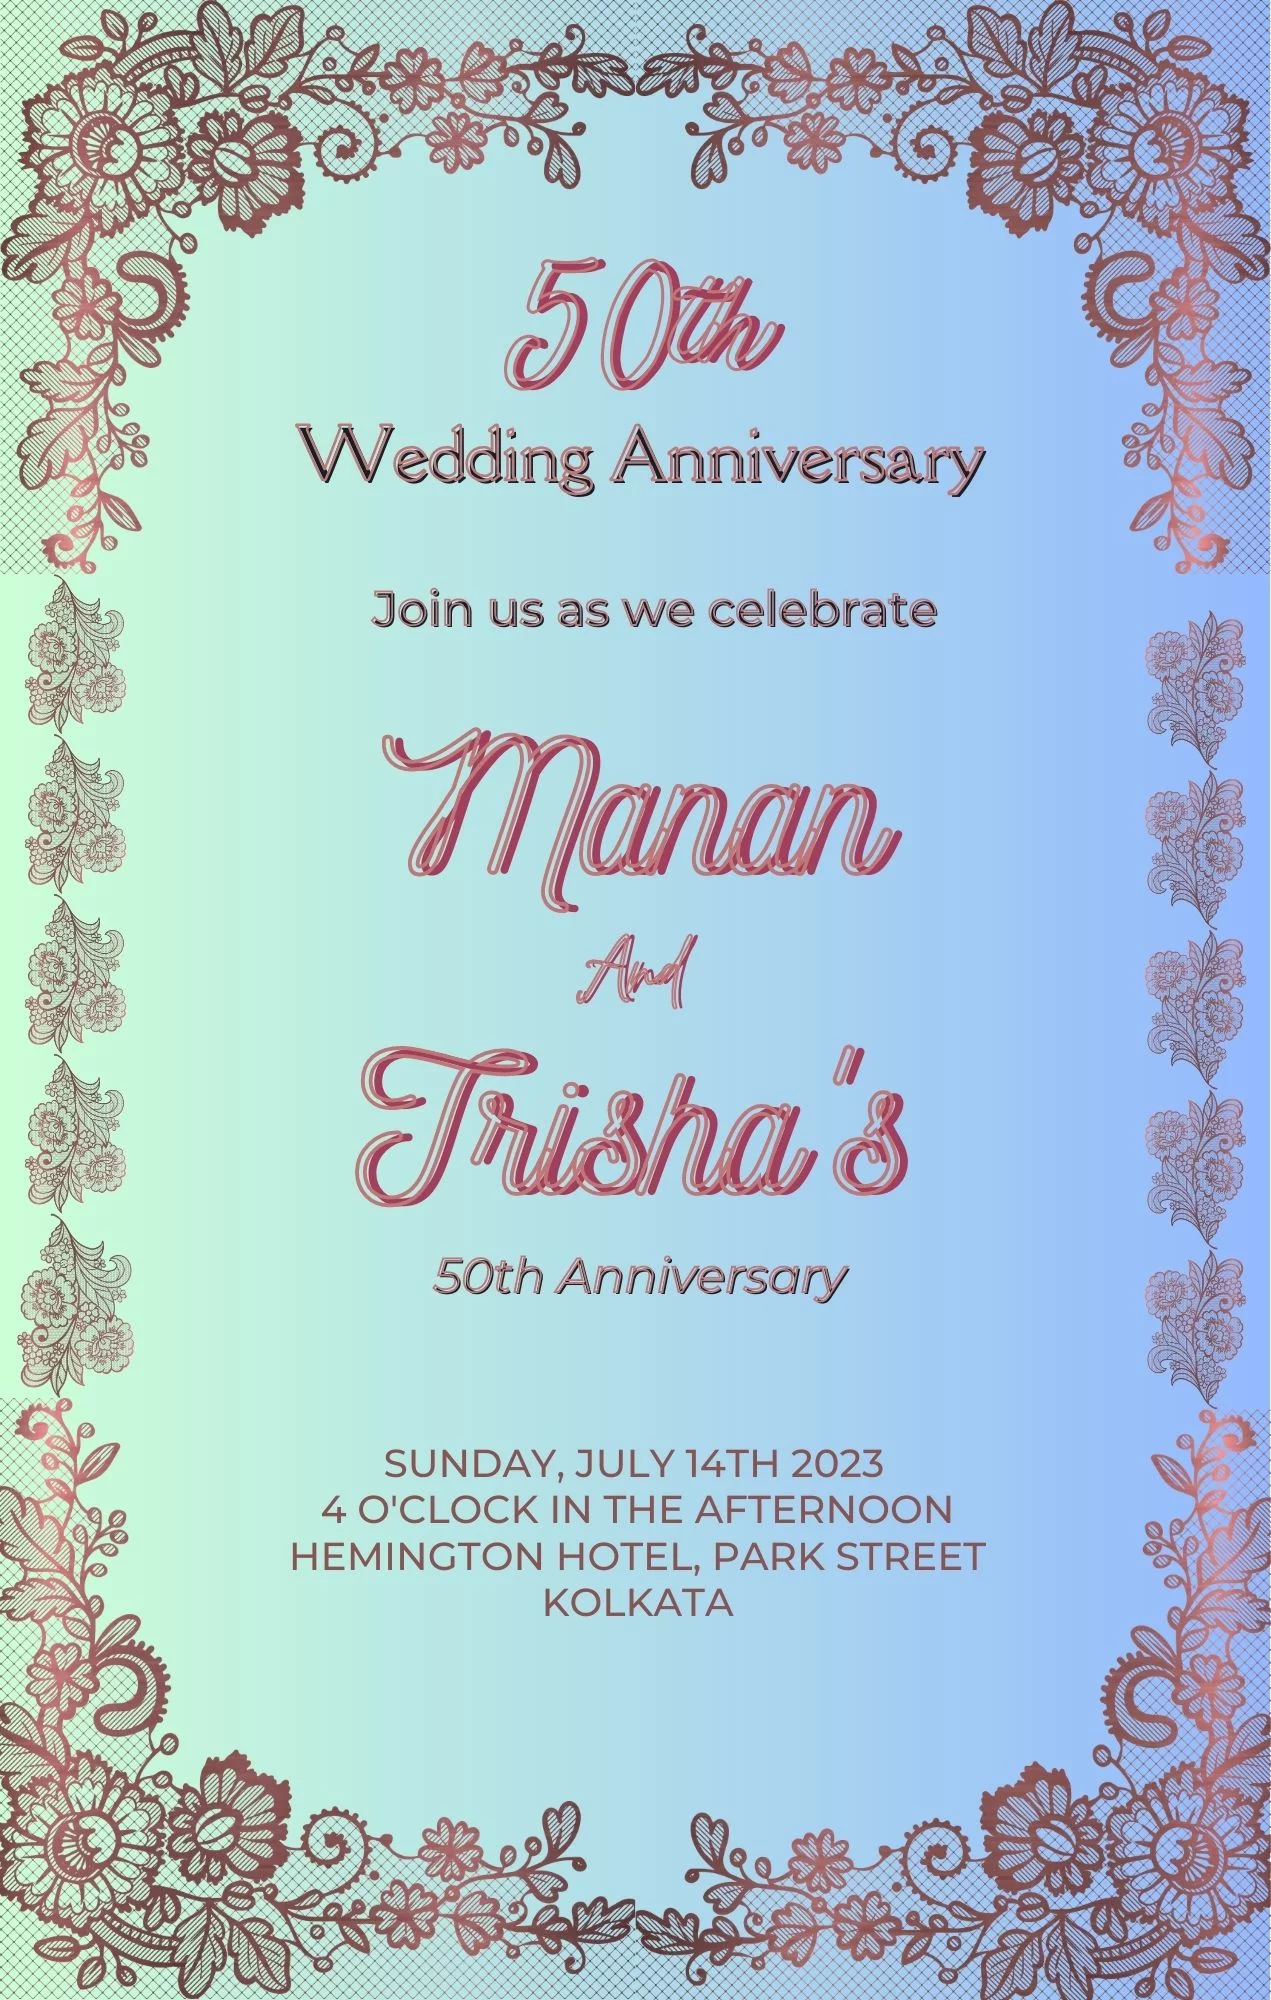 50th
Wedding Anniversary
Join us as we celebrate
Manan
And
Trisha's
50th Anniversary
SUNDAY, JULY 14TH 2023
4 O'CLOCK IN THE AFTERNOON
HEMINGTON HOTEL, PARK STREET
KOLKATA